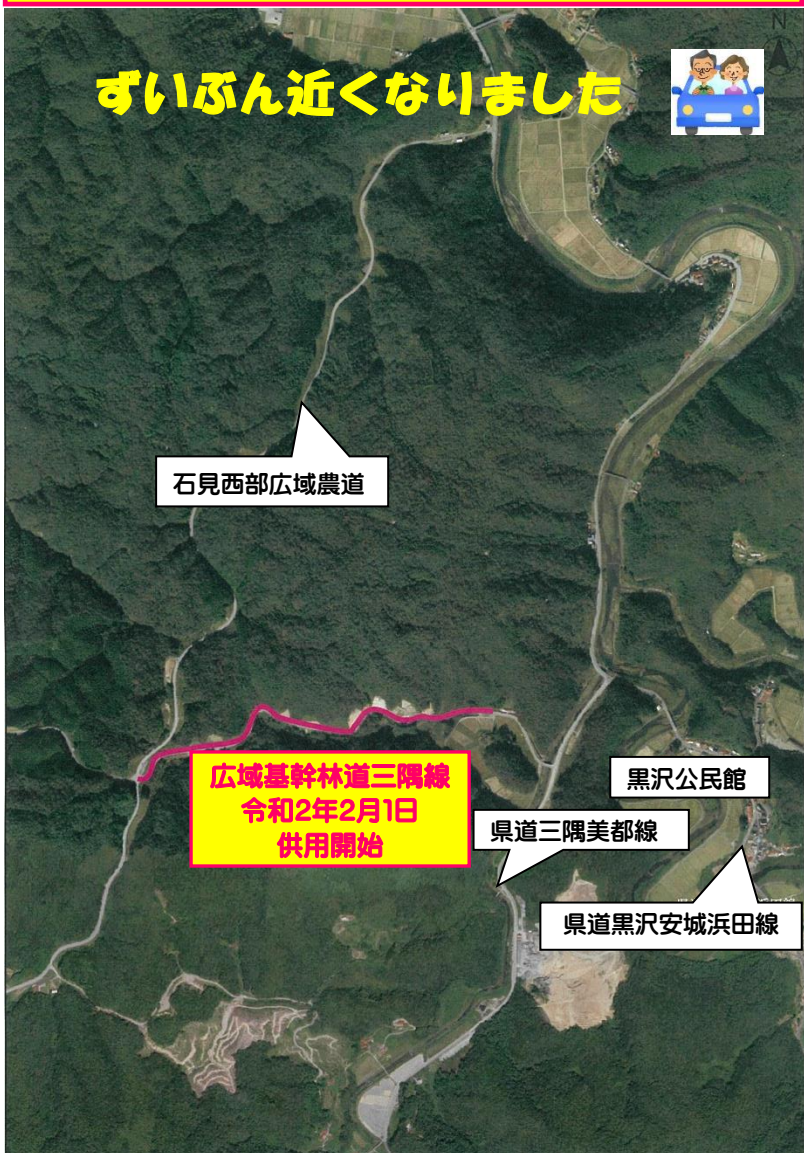 N
ずいぶん近くなりました
石見西部広域農道
広域基幹林道三隅線
令和2年2月1日
供用開始
黒沢公民館
県道三隅美都線
県道黒沢安城浜田線